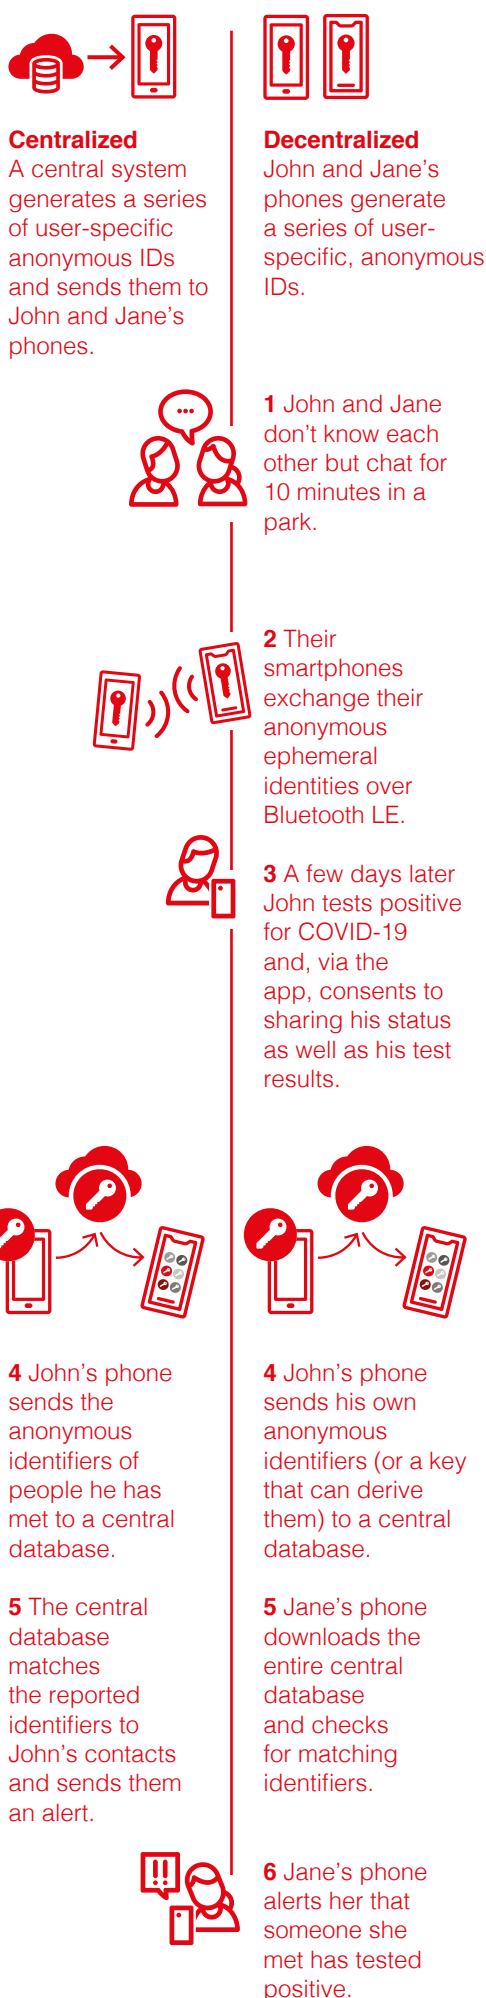 Centralized
A central system
generates a series
of user-specific
anonymous IDs
and sends them to
John and Jane’s
phones.
Decentralized
John and Jane’s
phones generate
a series of user-
specific, anonymous
IDs.
1 John and Jane
don’t know each
other but chat for
10 minutes in a
park.
2 Their
smartphones
exchange their
anonymous
ephemeral
identities over
Bluetooth LE.
3 A few days later
John tests positive
for COVID-19
and, via the
app, consents to
sharing his status
as well as his test
results.
4 John’s phone
sends the
anonymous
identifiers of
people he has
met to a central
database.
5 The central
database
matches
the reported
identifiers to
John’s contacts
and sends them
an alert.
4 John’s phone
sends his own
anonymous
identifiers (or a key
that can derive
them) to a central
database.
5 Jane’s phone
downloads the
entire central
database
and checks
for matching
identifiers.
!!
6 Jane’s phone
alerts her that
someone she
met has tested
positive.